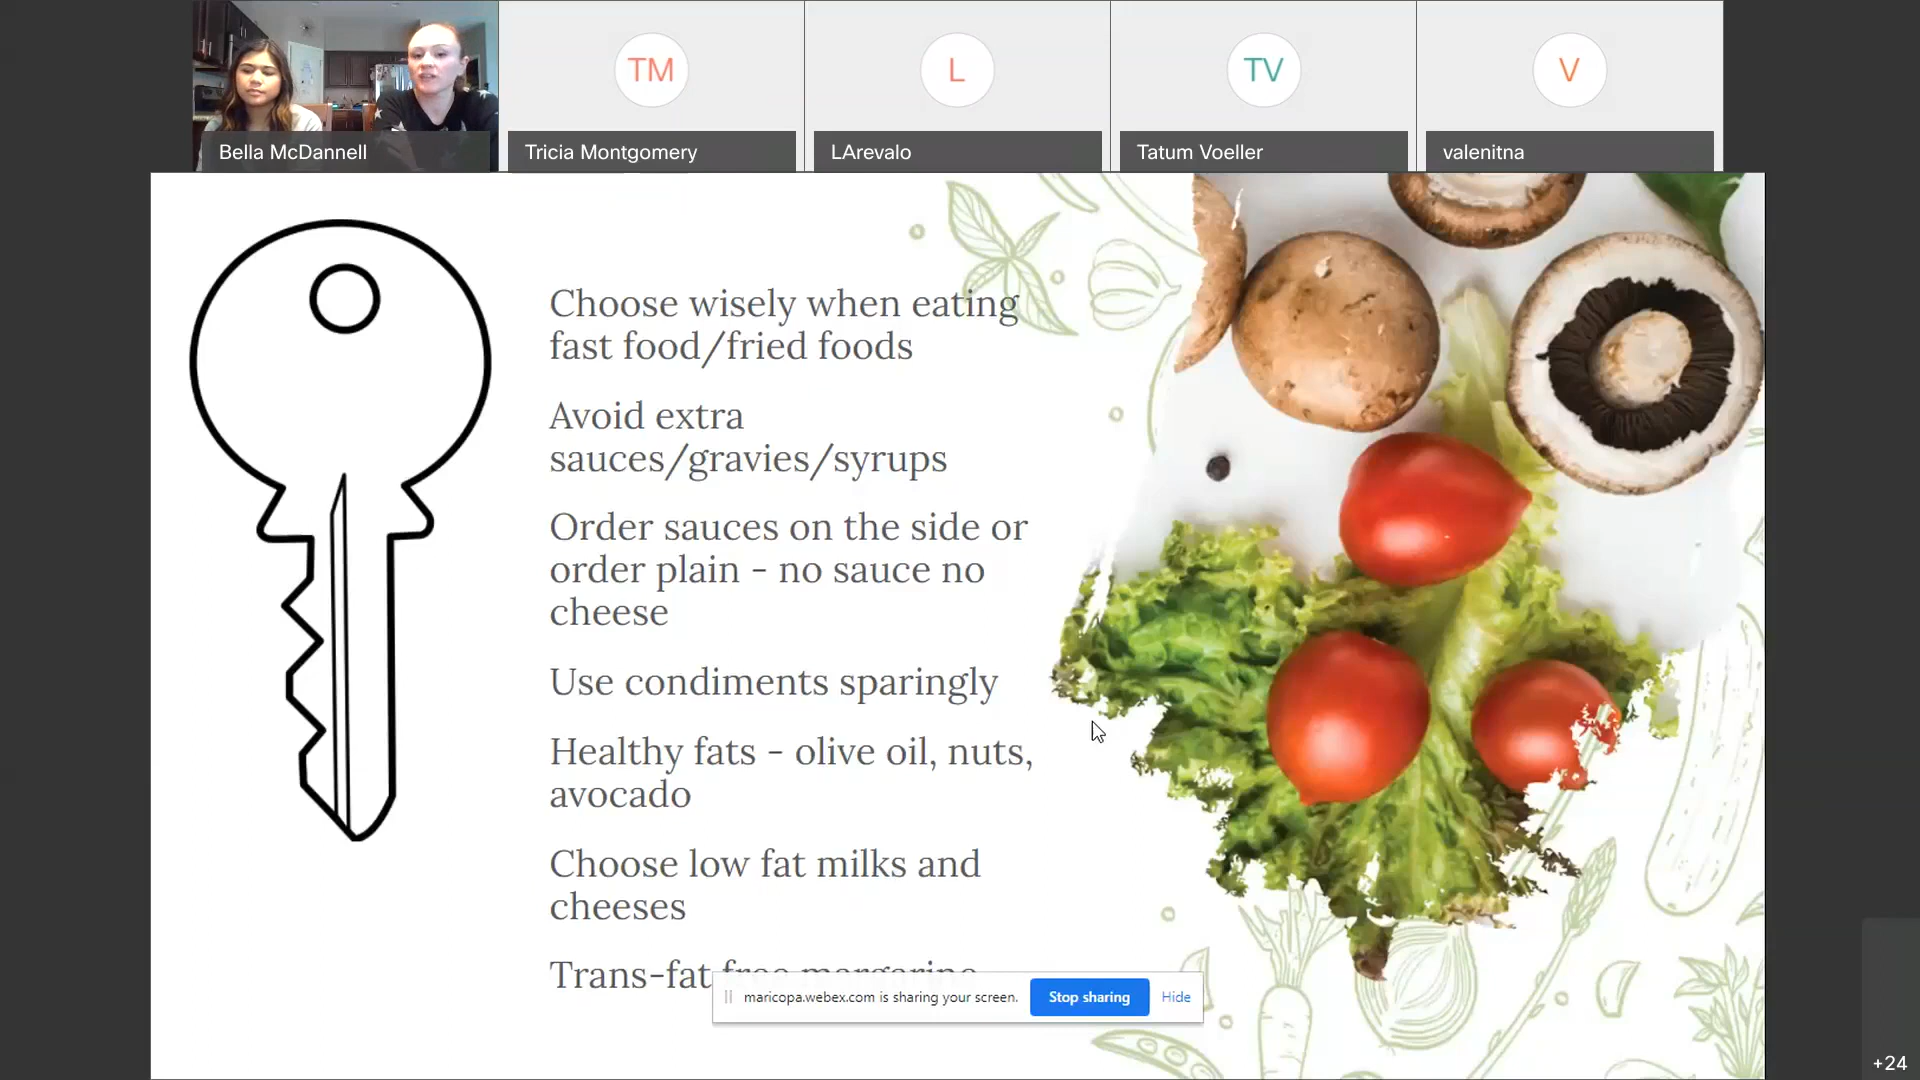 TM
L
TV
V
Bella McDannell
Tricia Montgomery
LArevalo
Tatum Voeller
valenitna
Choose wisely when eating
fast food/fried foods
Avoid extra
sauces/gravies/syrups
Order sauces on the side or
order plain - no sauce no
cheese
Use condiments sparingly
Healthy fats - olive oil, nuts,
avocado
Choose low fat milks and
cheeses
Trans-fat free margarine
maricopa.webex.com is sharing your screen.
Stop sharing
Hide
+24